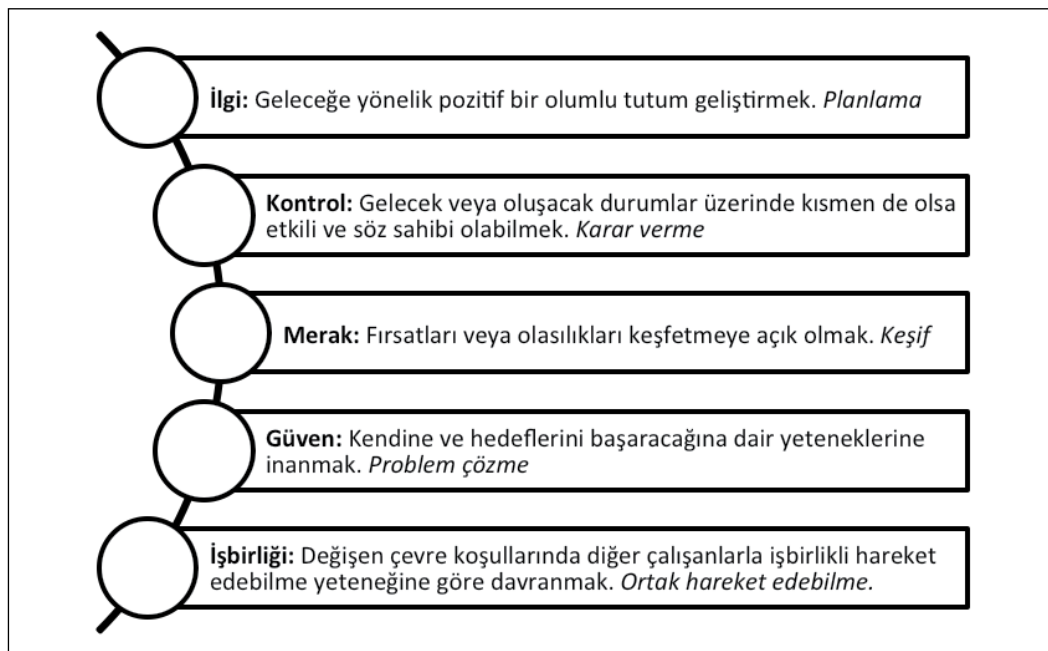 İlgi: Geleceğe yönelik pozitif bir olumlu tutum geliştirmek. Planlama
Kontrol: Gelecek veya oluşacak durumlar üzerinde kısmen de olsa
etkili ve söz sahibi olabilmek. Karar verme
Merak: Fırsatları veya olasılıkları keşfetmeye açık olmak. Keşif
Güven: Kendine ve hedeflerini başaracağına dair yeteneklerine
inanmak. Problem çözme
İşbirliği: Değişen çevre koşullarında diğer çalışanlarla işbirlikli hareket
edebilme yeteneğine göre davranmak. Ortak hareket edebilme.